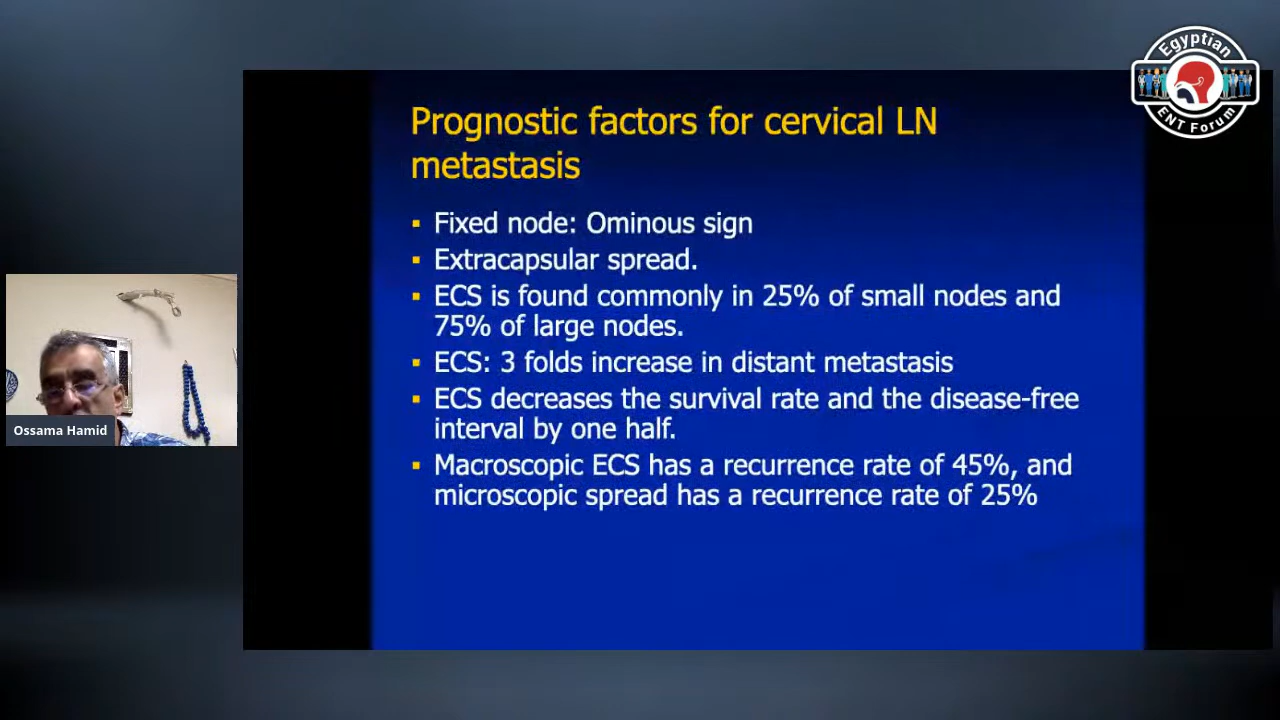 Egyptian
ENT Forum
Prognostic factors for cervical LN
metastasis
▪ Fixed node: Ominous sign
▪ Extracapsular spread.
▪ ECS is found commonly in 25% of small nodes and
75% of large nodes.
▪ ECS: 3 folds increase in distant metastasis
▪ ECS decreases the survival rate and the disease-free
interval by one half.
▪ Macroscopic ECS has a recurrence rate of 45%, and
microscopic spread has a recurrence rate of 25%
Ossama Hamid